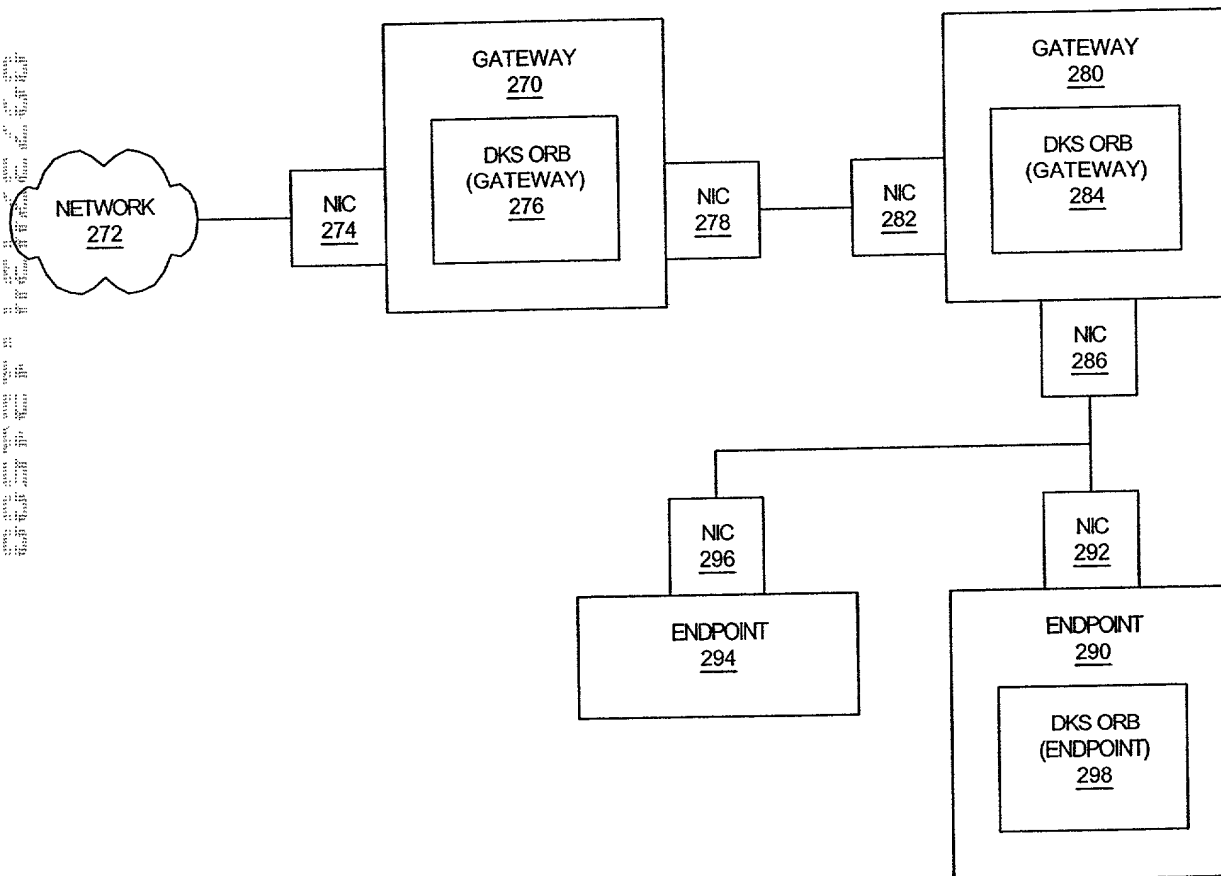 GATEWAY
270
DKS ORB
(GATEWAY)
276
NETWORK
272
NIC
274
NIC
278
NIC
282
GATEWAY
280
DKS ORB
(GATEWAY)
284
NIC
286
NIC
296
NIC
292
ENDPOINT
294
ENDPOINT
290
DKS ORB
(ENDPOINT)
298